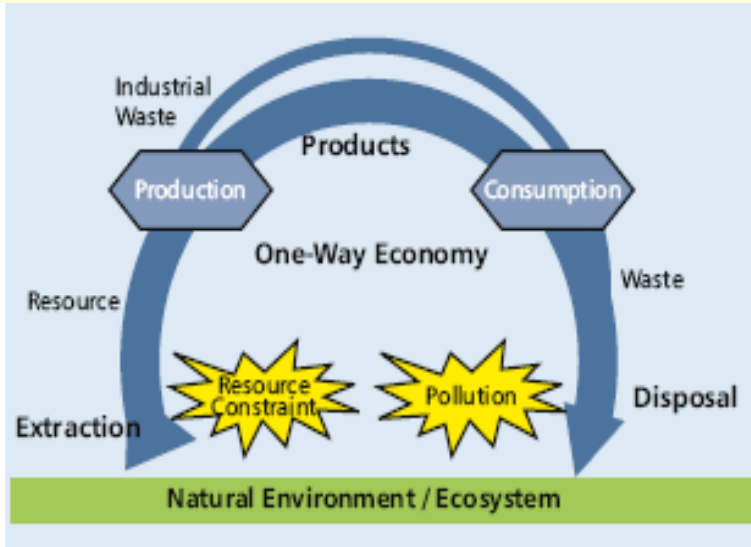 Industrial
Waste
Products
Production
Consumption
One-Way Economy
Resource
Waste
Resource
Constraint
Pollution
Extraction
Disposal
Natural Environment / Ecosystem